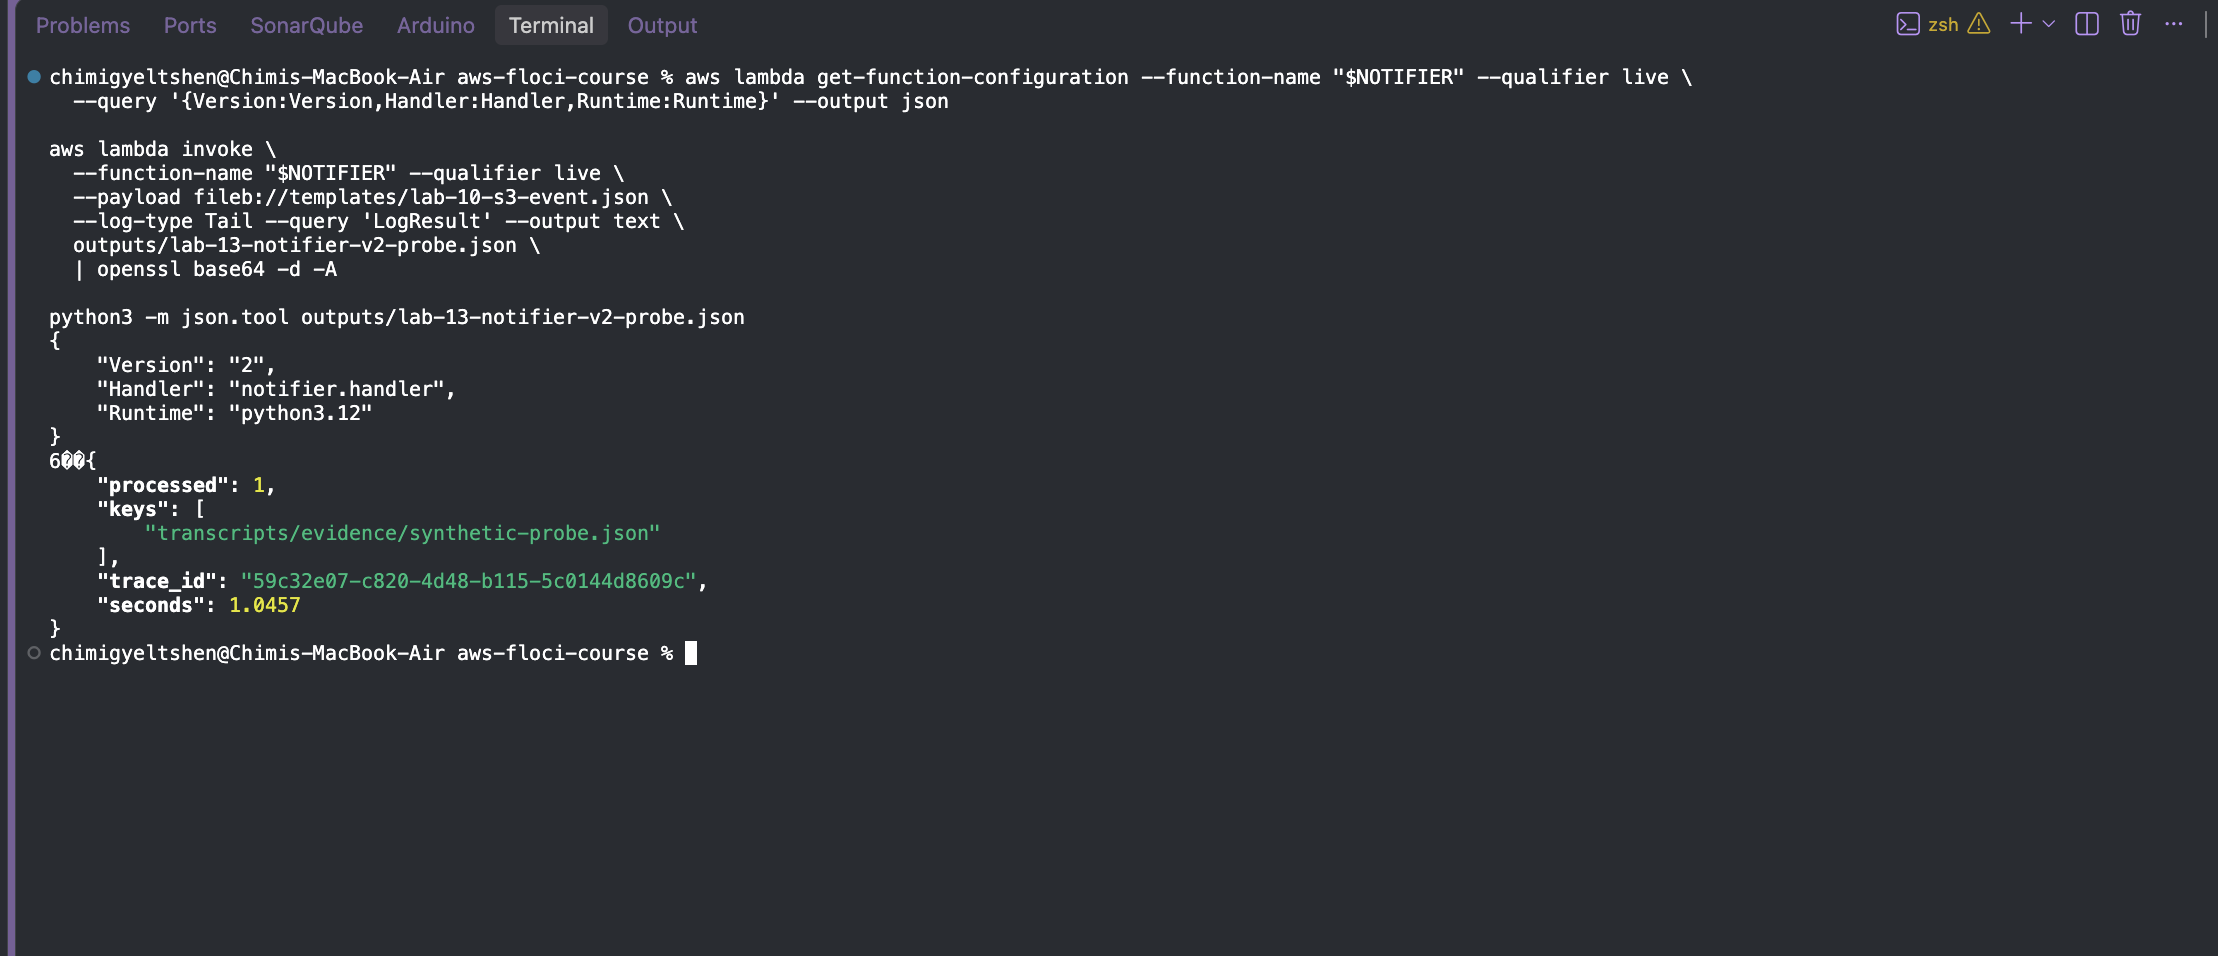 Problems Ports SonarQube Arduino Terminal Output zsh
chimigyeltshen@Chimis-MacBook-Air aws-floci-course % aws lambda get-function-configuration --function-name "$NOTIFIER" --qualifier live \
  --query '{Version:Version,Handler:Handler,Runtime:Runtime}' --output json

aws lambda invoke \
  --function-name "$NOTIFIER" --qualifier live \
  --payload fileb://templates/lab-10-s3-event.json \
  --log-type Tail --query 'LogResult' --output text \
  outputs/lab-13-notifier-v2-probe.json \
  | openssl base64 -d -A

python3 -m json.tool outputs/lab-13-notifier-v2-probe.json
{
    "Version": "2",
    "Handler": "notifier.handler",
    "Runtime": "python3.12"
}
6��{
    "processed": 1,
    "keys": [
        "transcripts/evidence/synthetic-probe.json"
    ],
    "trace_id": "59c32e07-c820-4d48-b115-5c0144d8609c",
    "seconds": 1.0457
}
chimigyeltshen@Chimis-MacBook-Air aws-floci-course %